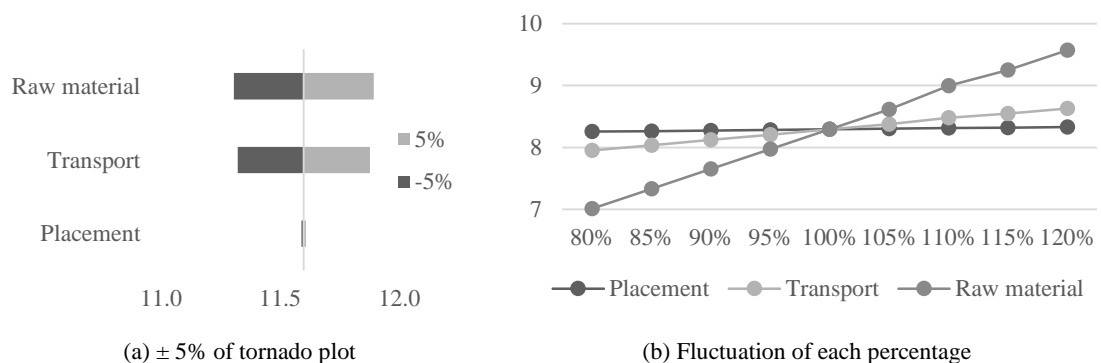 Raw material
Transport
Placement
5%
-5%
11.0 11.5 12.0
(a) ± 5% of tornado plot
10
9
8
7
80% 85% 90% 95% 100% 105% 110% 115% 120%
Placement Transport Raw material
(b) Fluctuation of each percentage